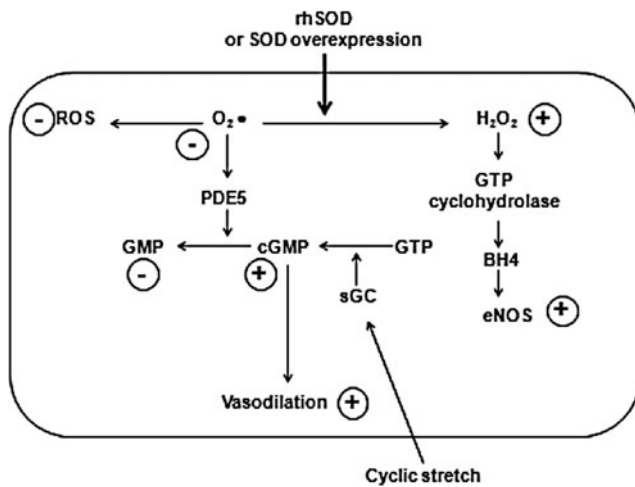 rhSOD
or SOD overexpression
- ROS O₂• - H₂O₂ +
PDE5 GTP
cyclohydrolase
GMP - cGMP + GTP BH4
sGC eNOS +
Vasodilation +
Cyclic stretch